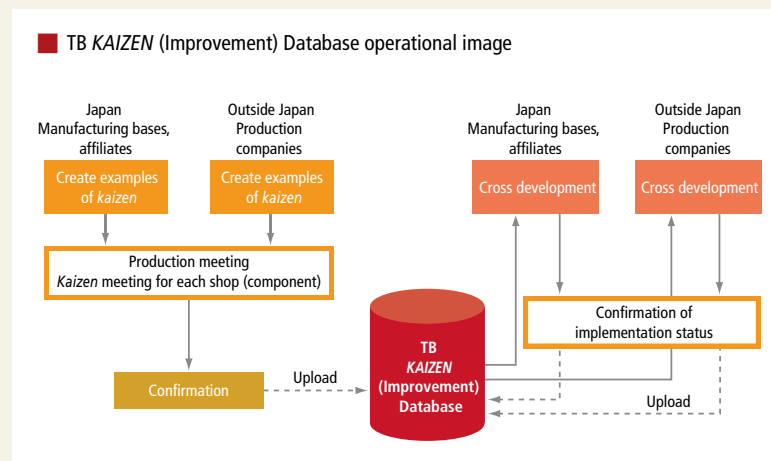 TB KAIZEN (Improvement) Database operational image
Japan
Manufacturing bases,
affiliates
Outside Japan
Production
companies
Japan
Manufacturing bases,
affiliates
Outside Japan
Production
companies
Create examples
of kaizen
Create examples
of kaizen
Cross development
Cross development
Production meeting
Kaizen meeting for each shop (component)
Confirmation of
implementation status
TB
KAIZEN
(Improvement)
Database
Confirmation
Upload
Upload